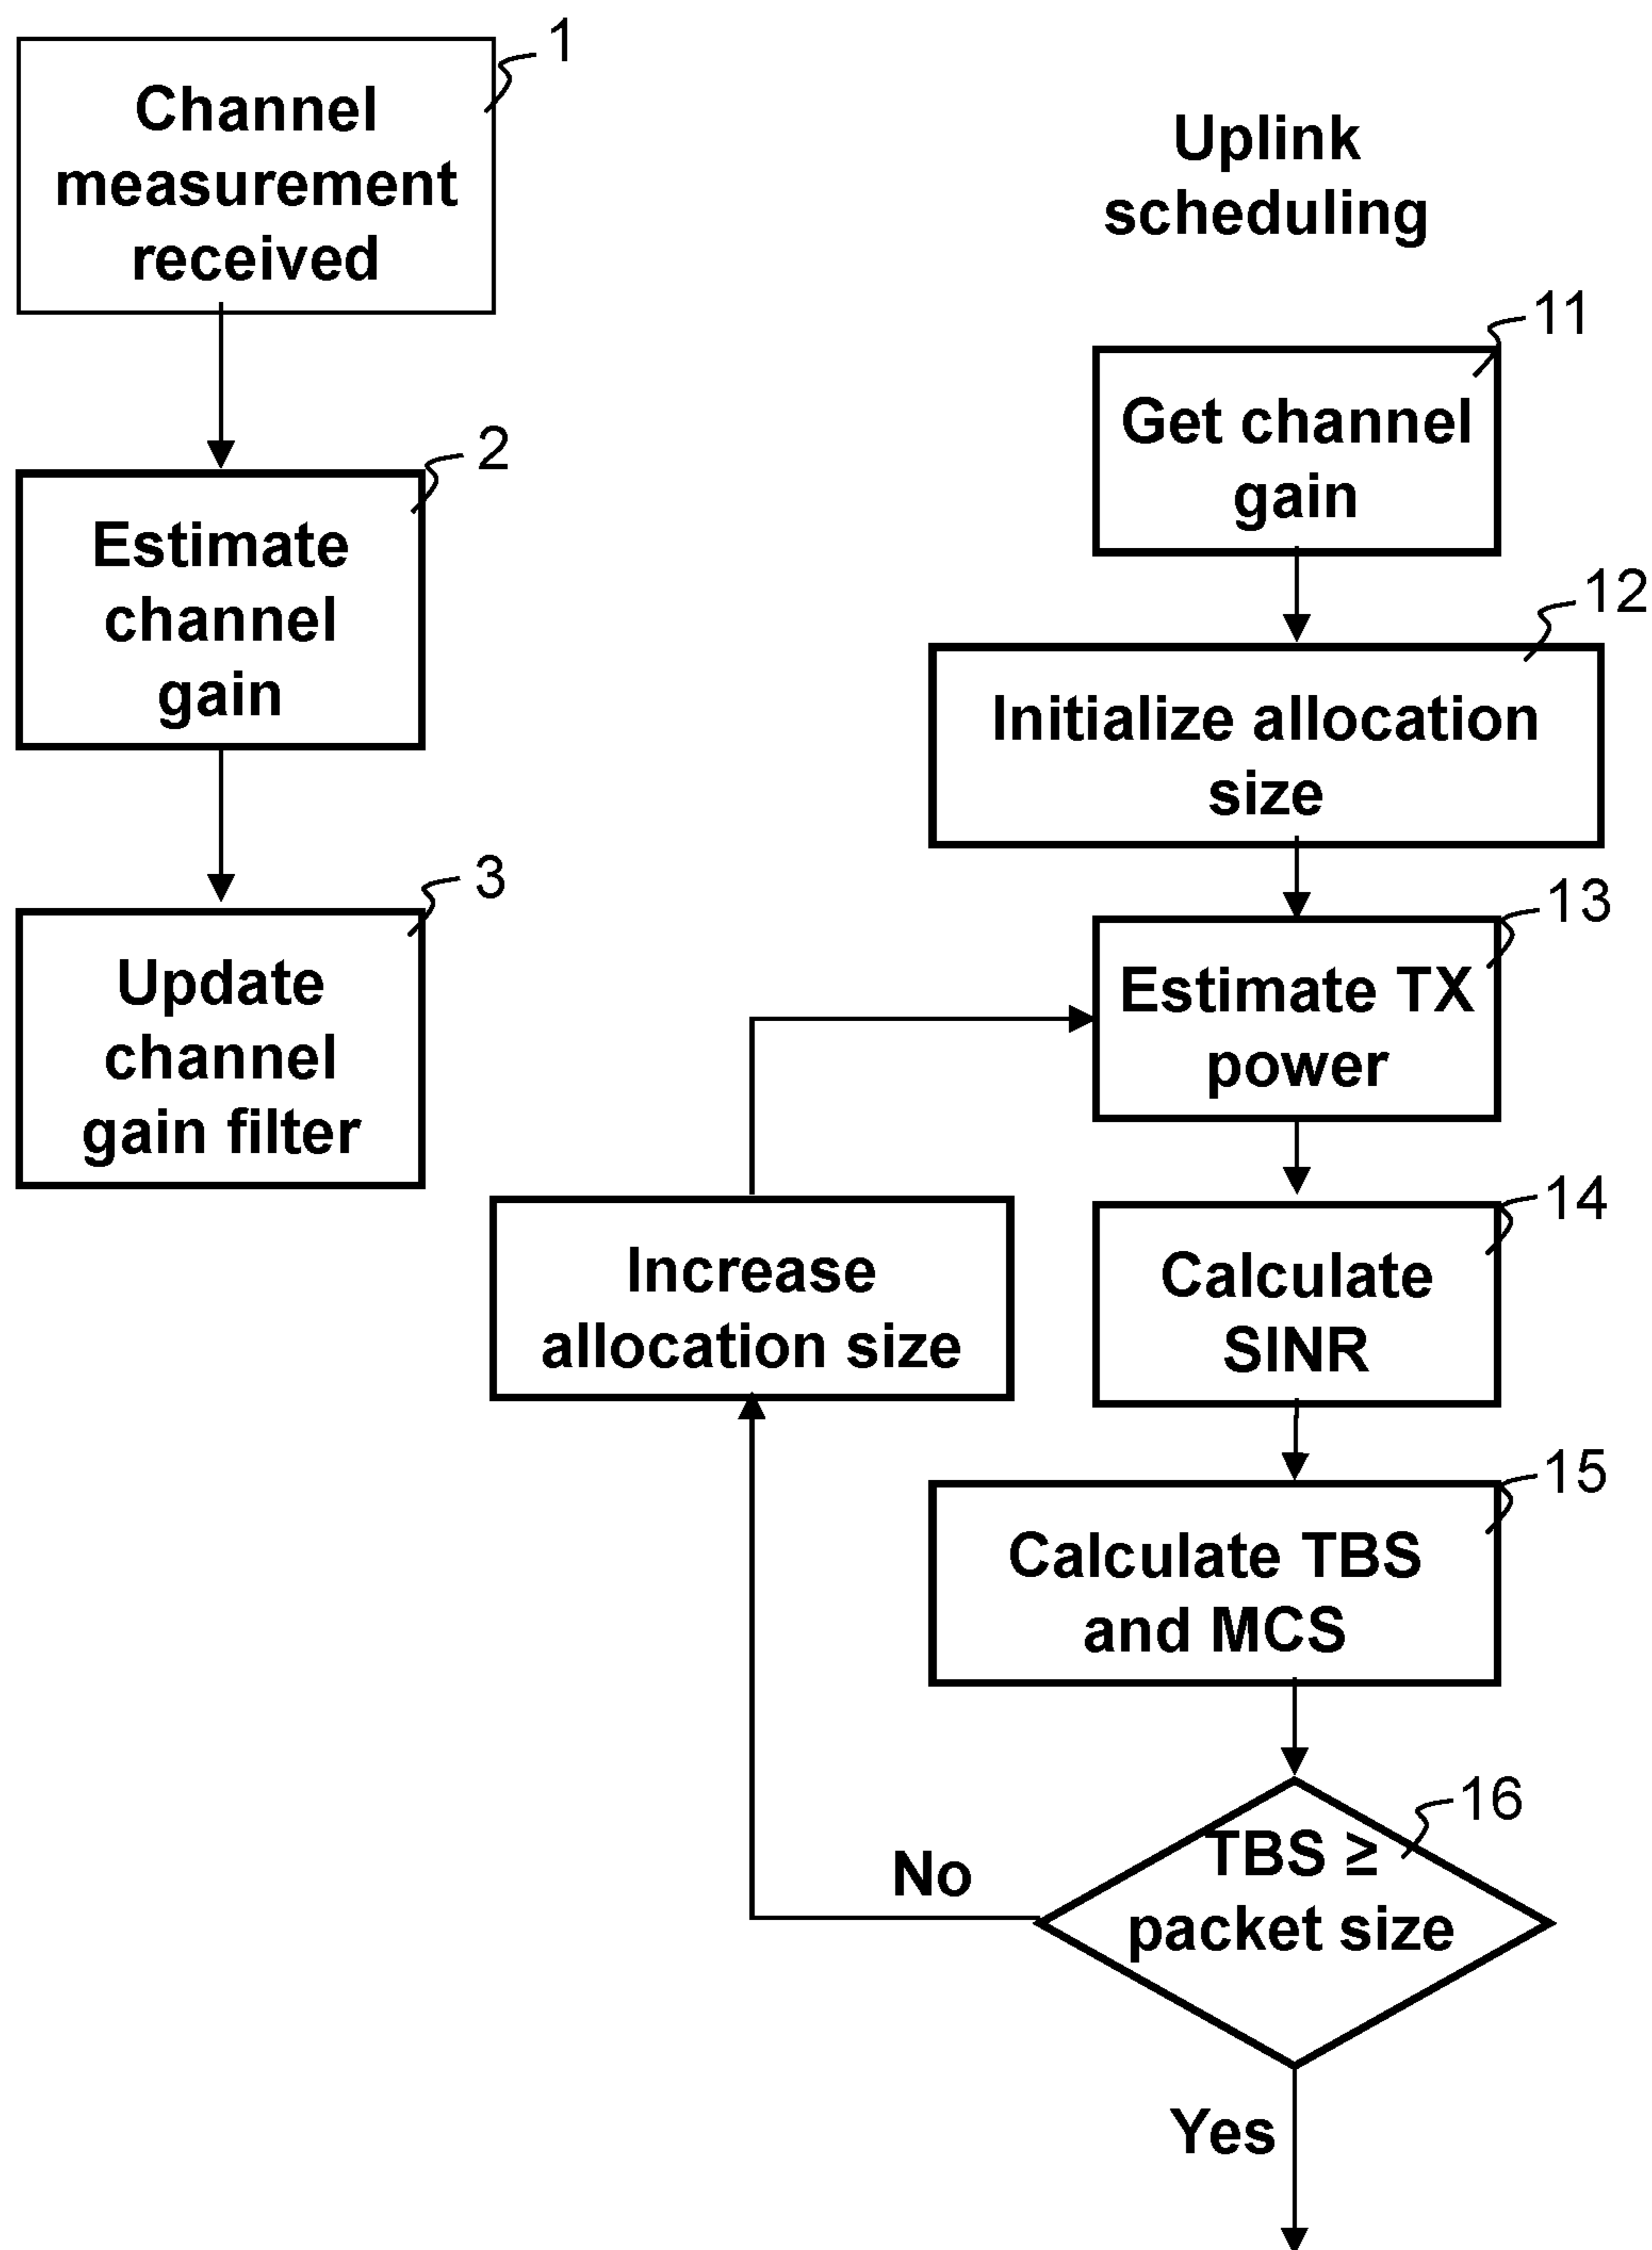 1
Channel
measurement
received
2
Estimate
channel
gain
3
Update
channel
gain filter
Uplink
scheduling
11
Get channel
gain
12
Initialize allocation
size
13
Estimate TX
power
14
Calculate
SINR
15
Calculate TBS
and MCS
16
TBS ≥
packet size
No
Increase
allocation size
Yes